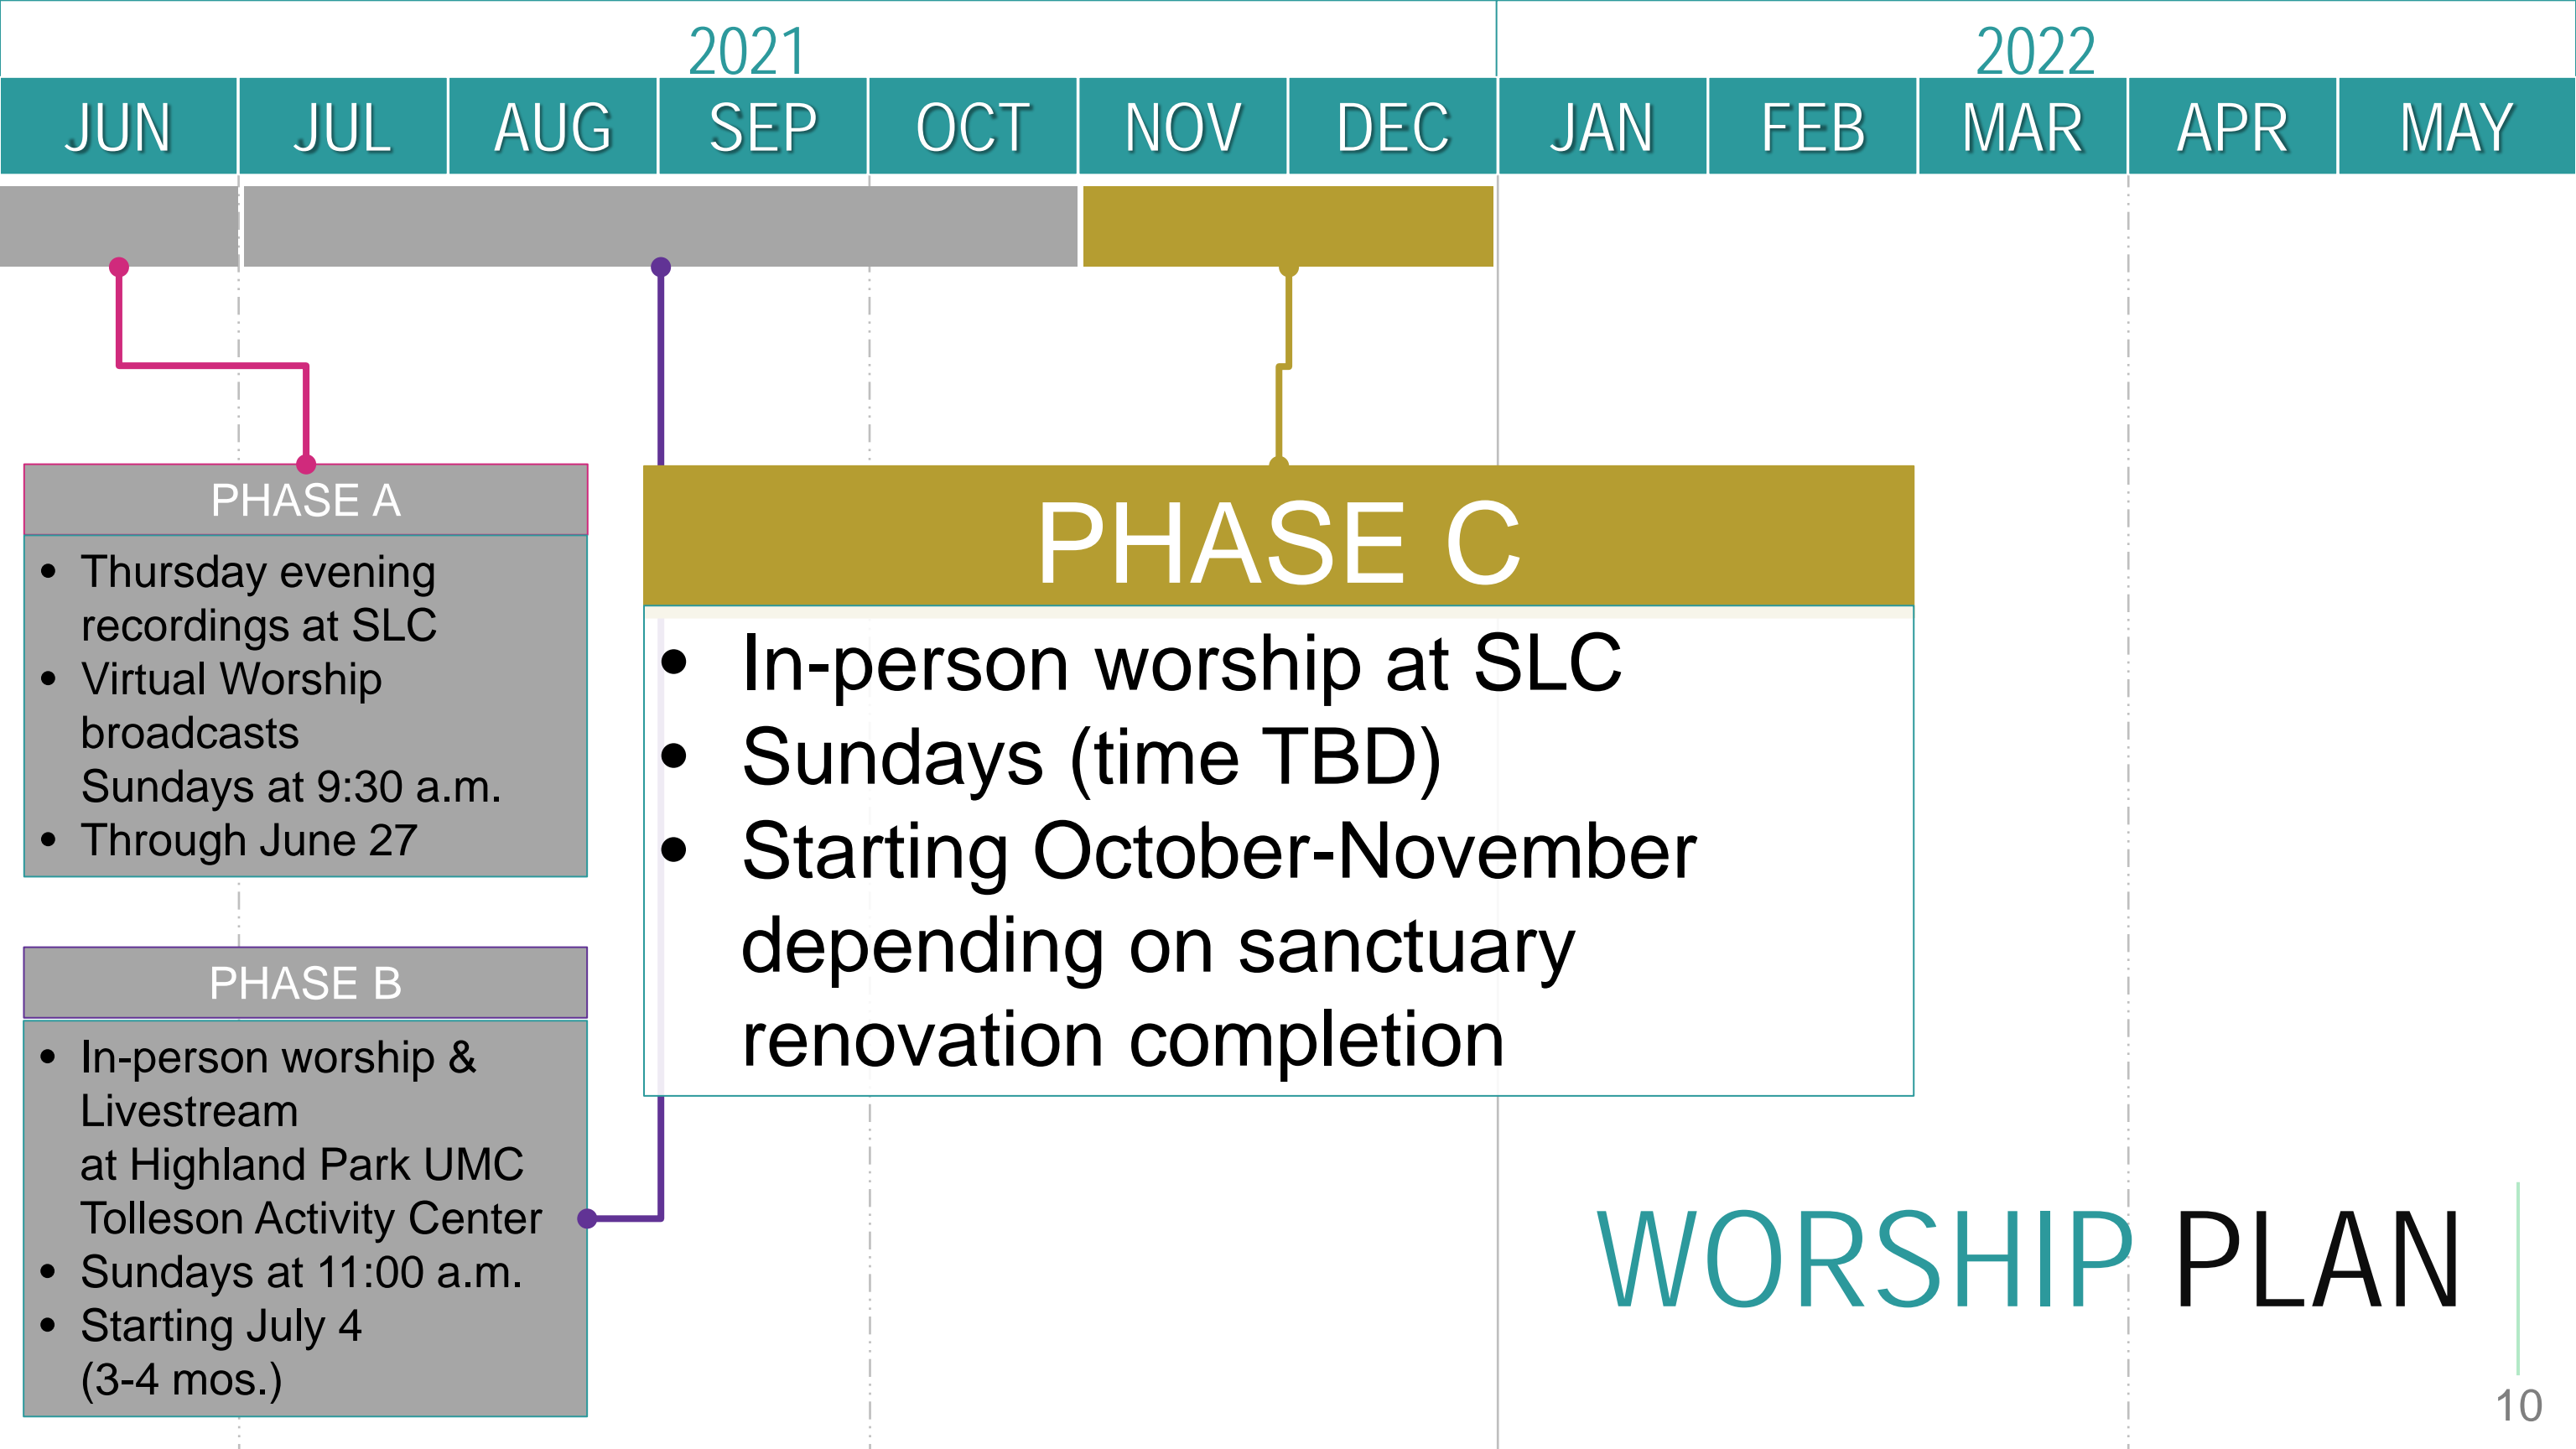 2021 2022
JUN JUL AUG SEP OCT NOV DEC JAN FEB MAR APR MAY
PHASE A
• Thursday evening
recordings at SLC
• Virtual Worship
broadcasts
Sundays at 9:30 a.m.
• Through June 27
PHASE B
• In-person worship &
Livestream
at Highland Park UMC
Tolleson Activity Center
• Sundays at 11:00 a.m.
• Starting July 4
(3-4 mos.)
PHASE C
• In-person worship at SLC
• Sundays (time TBD)
• Starting October-November
depending on sanctuary
renovation completion
WORSHIP PLAN
10